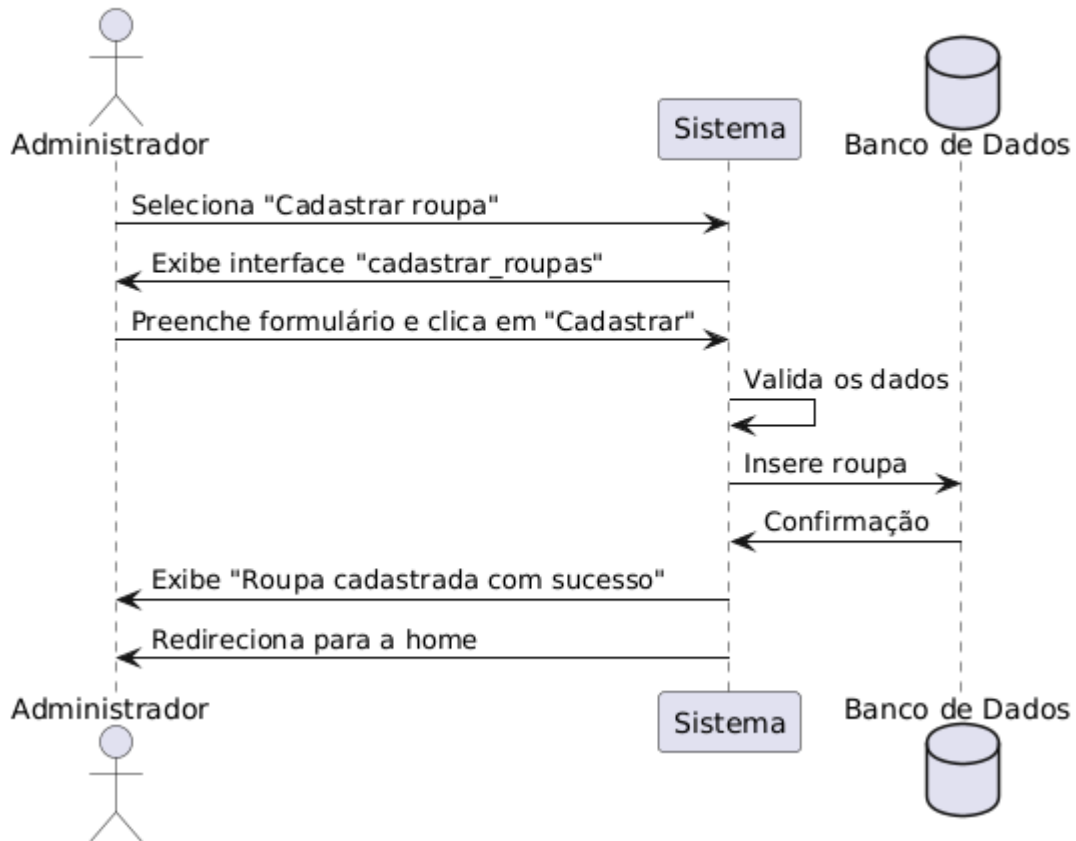 Administrador
Sistema
Banco de Dados
Seleciona "Cadastrar roupa"
Exibe interface "cadastrar_roupas"
Preenche formulário e clica em "Cadastrar"
Valida os dados
Insere roupa
Confirmação
Exibe "Roupa cadastrada com sucesso"
Redireciona para a home
Administrador
Sistema
Banco de Dados